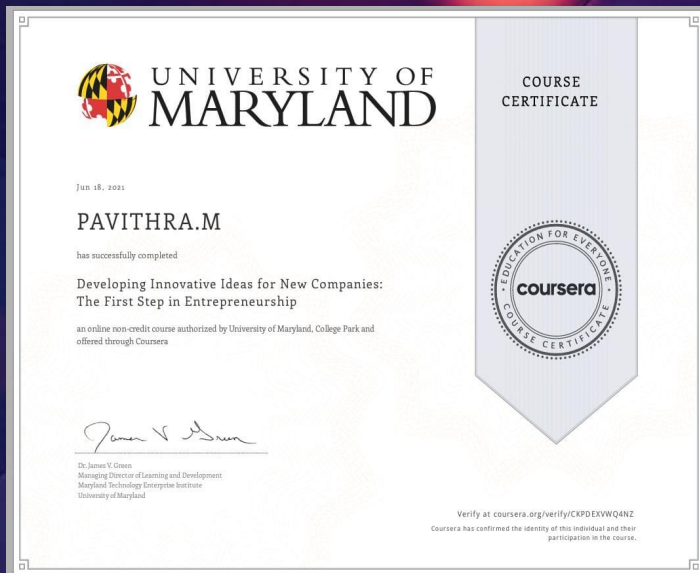 UNIVERSITY OF
MARYLAND
COURSE
CERTIFICATE
Jun 18, 2021
PAVITHRA.M
has successfully completed
Developing Innovative Ideas for New Companies:
The First Step in Entrepreneurship
an online non-credit course authorized by University of Maryland, College Park and
offered through Coursera
EDUCATION FOR EVERYONE
coursera
COURSE CERTIFICATE
James V Green
Dr. James V. Green
Managing Director of Learning and Development
Maryland Technology Enterprise Institute
University of Maryland
Verify at coursera.org/verify/CKPDEXVWQ4NZ
Coursera has confirmed the identity of this individual and their
participation in the course.